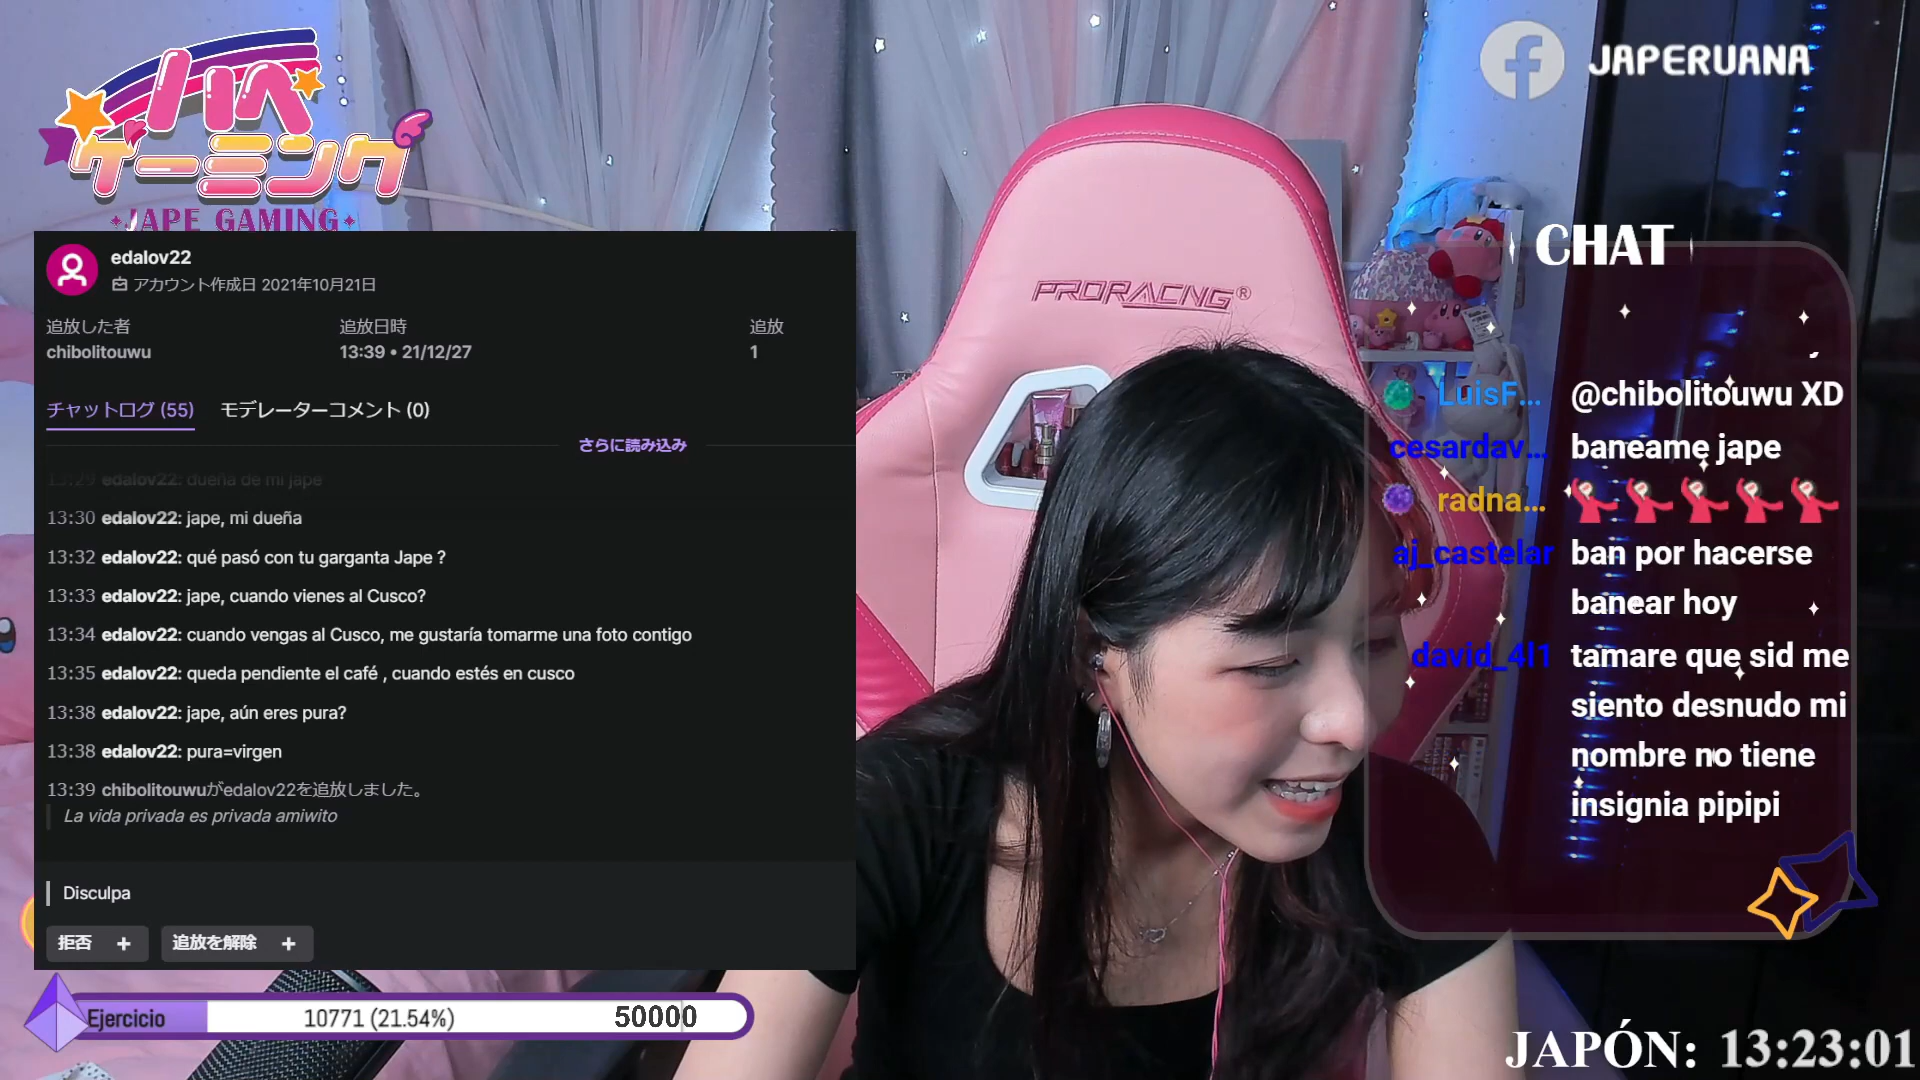 ハペ
ゲーミング
JAPE GAMING
JAPERUANA
edalov22
アカウント作成日 2021年10月21日
追放した者
追放日時
追放
chibolitouwu
13:39 • 21/12/27
1
チャットログ (55)
モデレーターコメント (0)
さらに読み込み
13:29 edalov22: dueña de mi jape
13:30 edalov22: jape, mi dueña
13:32 edalov22: qué pasó con tu garganta Jape ?
13:33 edalov22: jape, cuando vienes al Cusco?
13:34 edalov22: cuando vengas al Cusco, me gustaría tomarme una foto contigo
13:35 edalov22: queda pendiente el café , cuando estés en cusco
13:38 edalov22: jape, aún eres pura?
13:38 edalov22: pura=virgen
13:39 chibolitouwuがedalov22を追放しました。
La vida privada es privada amiwito
Disculpa
拒否 +
追放を解除 +
Ejercicio
10771 (21.54%)
50000
PRORACING®
CHAT
LuisF... @chibolitouwu XD
cesardav... baneame jape
radna...
aj_castelar ban por hacerse
banear hoy
david_4l1 tamare que sid me
siento desnudo mi
nombre no tiene
insignia pipipi
JAPÓN: 13:23:01